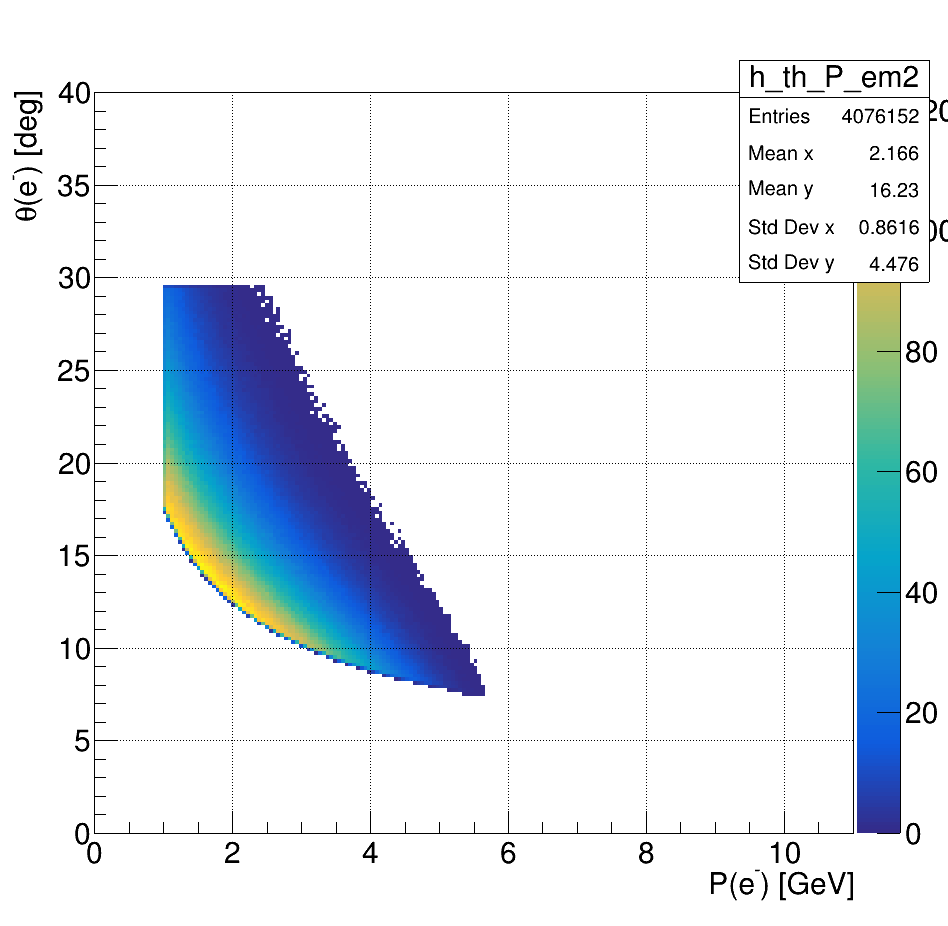 h_th_P_em2
Entries 4076152
Mean x 2.166
Mean y 16.23
Std Dev x 0.8616
Std Dev y 4.476
θ(e⁻) [deg]
40
35
30
25
20
15
10
5
0
0 2 4 6 8 10
P(e⁻) [GeV]
80
60
40
20
0